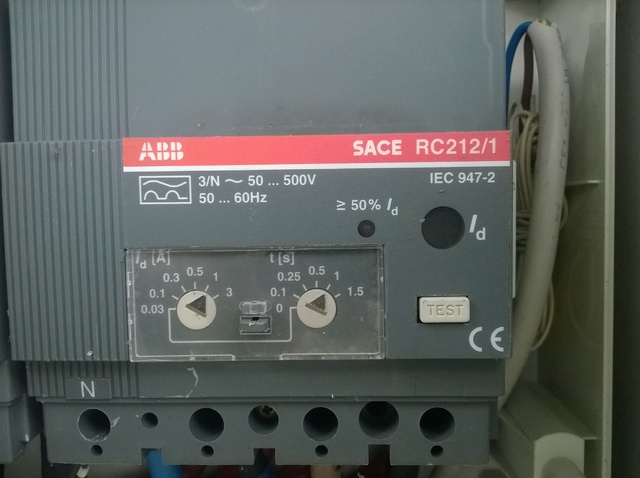 ABB SACE RC212/1
3/N ~ 50 ... 500V IEC 947-2
50 ... 60Hz
≥ 50% Id
Id
Id [A] t [s]
0.03 0.1 0.3 0.5 1 3
0 0.1 0.25 0.5 1 1.5
TEST
CE
N